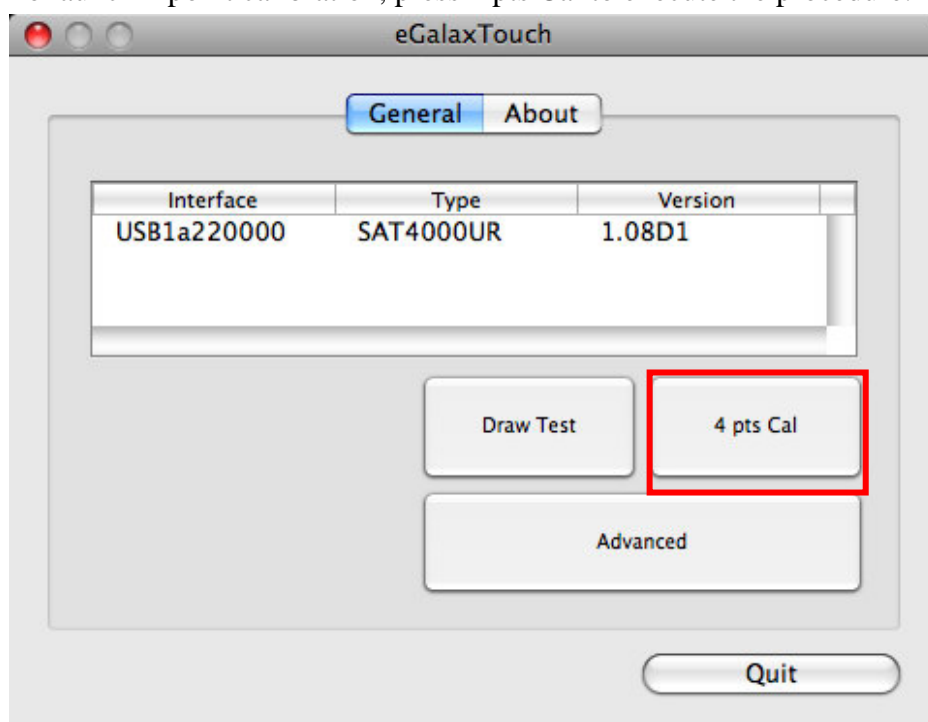 eGalaxTouch
General About
Interface Type Version
USB1a220000 SAT4000UR 1.08D1
Draw Test 4 pts Cal
Advanced
Quit